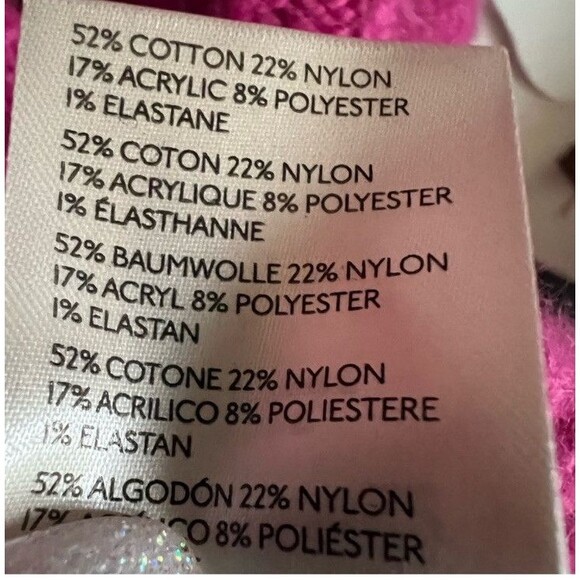 52% COTTON 22% NYLON
17% ACRYLIC 8% POLYESTER
1% ELASTANE
52% COTON 22% NYLON
17% ACRYLIQUE 8% POLYESTER
1% ÉLASTHANNE
52% BAUMWOLLE 22% NYLON
17% ACRYL 8% POLYESTER
1% ELASTAN
52% COTONE 22% NYLON
17% ACRILICO 8% POLIESTERE
1% ELASTAN
52% ALGODÓN 22% NYLON
17% 8% POLIÉSTER